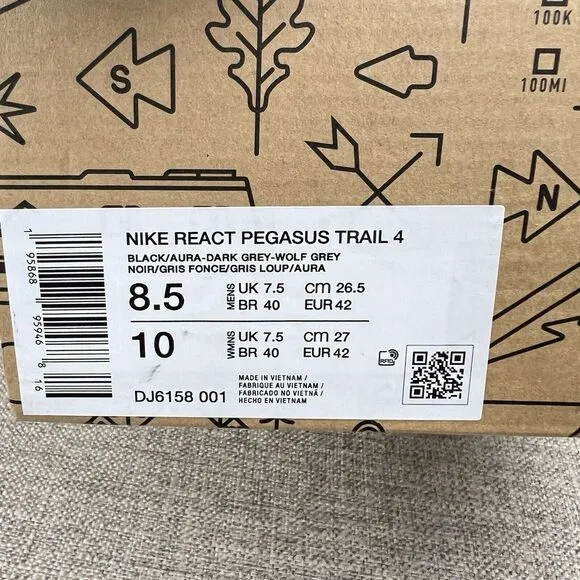 100K
100MI
S
N
NIKE REACT PEGASUS TRAIL 4
BLACK/AURA-DARK GREY-WOLF GREY
NOIR/GRIS FONCE/GRIS LOUP/AURA
8.5 MENS UK 7.5 cm 26.5
BR 40 EUR 42
10 WMNS UK 7.5 cm 27
BR 40 EUR 42
RFID
MADE IN VIETNAM /
FABRIQUE AU VIETNAM /
FABRICADO NO VIETNÃ /
HECHO EN VIETNAM
DJ6158 001
1 95868 95946 8 16